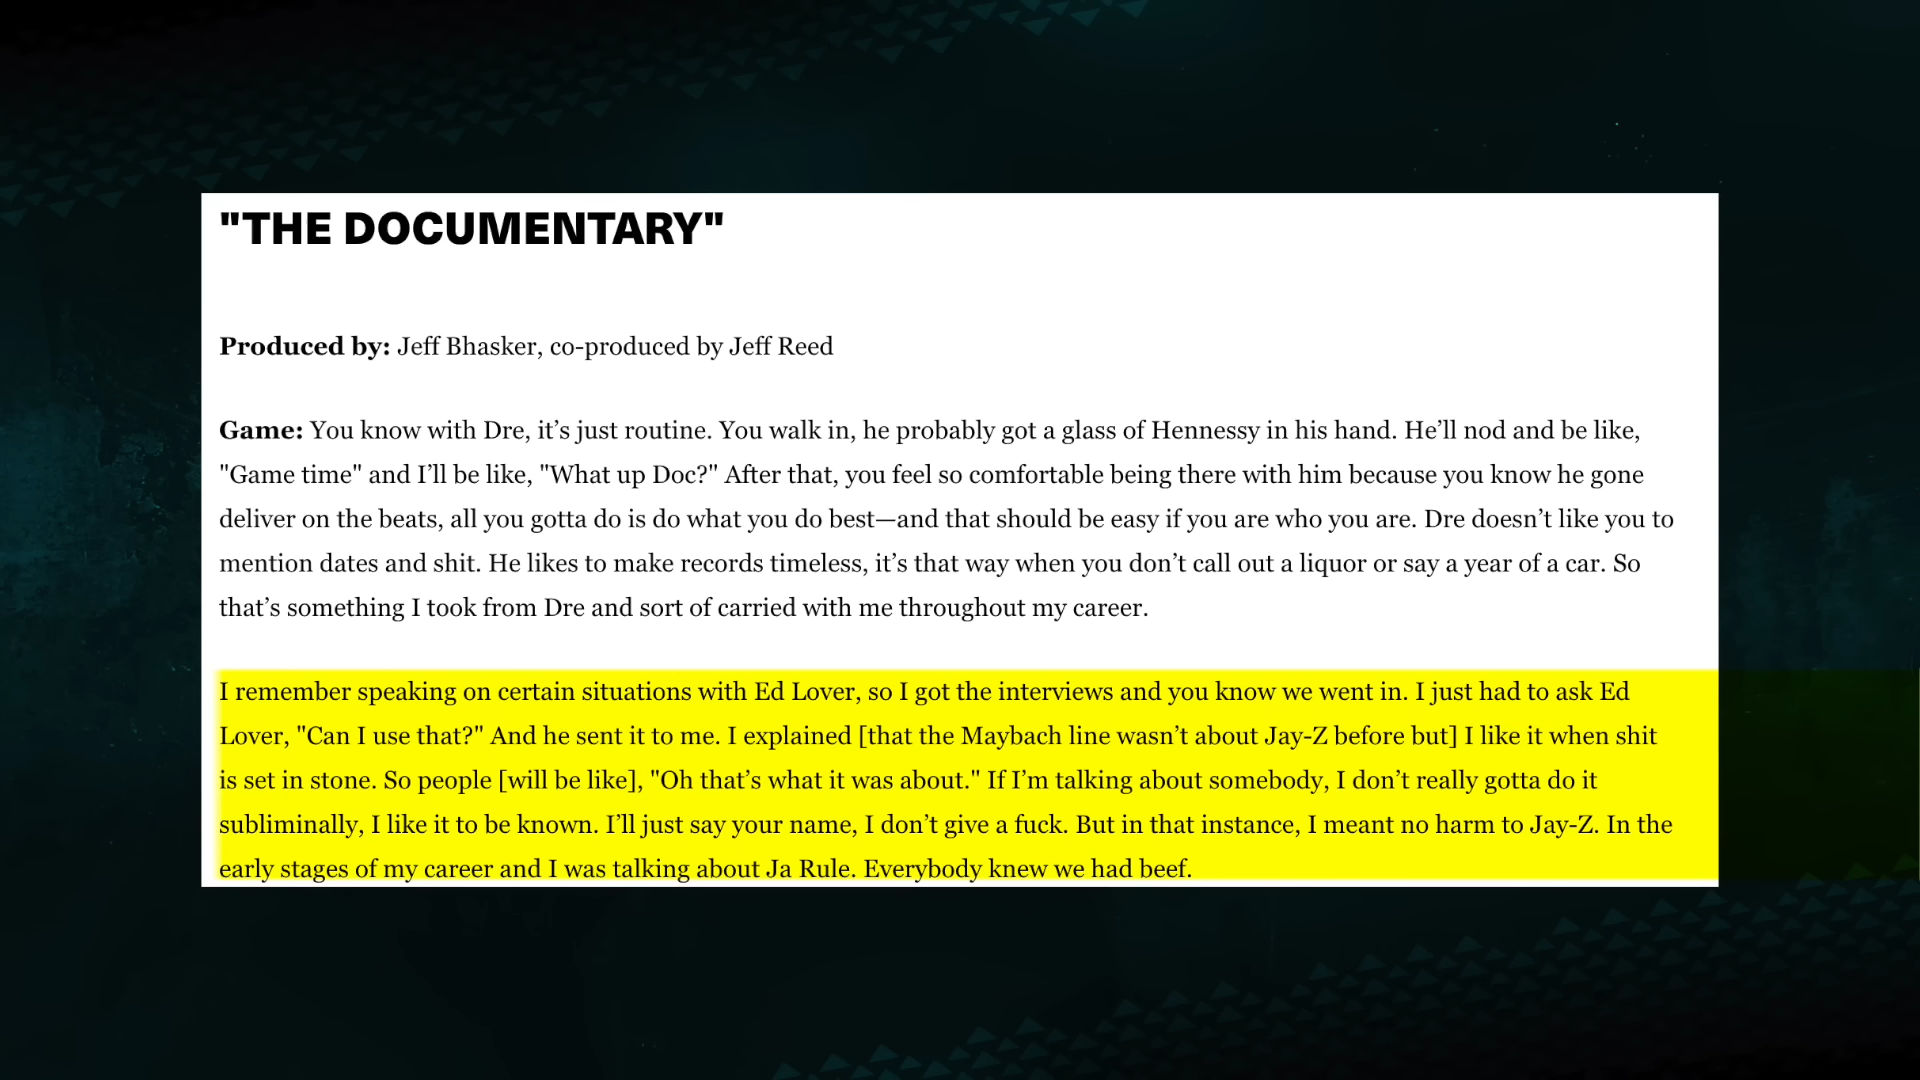 "THE DOCUMENTARY"
Produced by: Jeff Bhasker, co-produced by Jeff Reed
Game: You know with Dre, it’s just routine. You walk in, he probably got a glass of Hennessy in his hand. He’ll nod and be like,
"Game time" and I’ll be like, "What up Doc?" After that, you feel so comfortable being there with him because you know he gone
deliver on the beats, all you gotta do is do what you do best—and that should be easy if you are who you are. Dre doesn’t like you to
mention dates and shit. He likes to make records timeless, it’s that way when you don’t call out a liquor or say a year of a car. So
that’s something I took from Dre and sort of carried with me throughout my career.
I remember speaking on certain situations with Ed Lover, so I got the interviews and you know we went in. I just had to ask Ed
Lover, "Can I use that?" And he sent it to me. I explained [that the Maybach line wasn’t about Jay-Z before but] I like it when shit
is set in stone. So people [will be like], "Oh that’s what it was about." If I’m talking about somebody, I don’t really gotta do it
subliminally, I like it to be known. I’ll just say your name, I don’t give a fuck. But in that instance, I meant no harm to Jay-Z. In the
early stages of my career and I was talking about Ja Rule. Everybody knew we had beef.